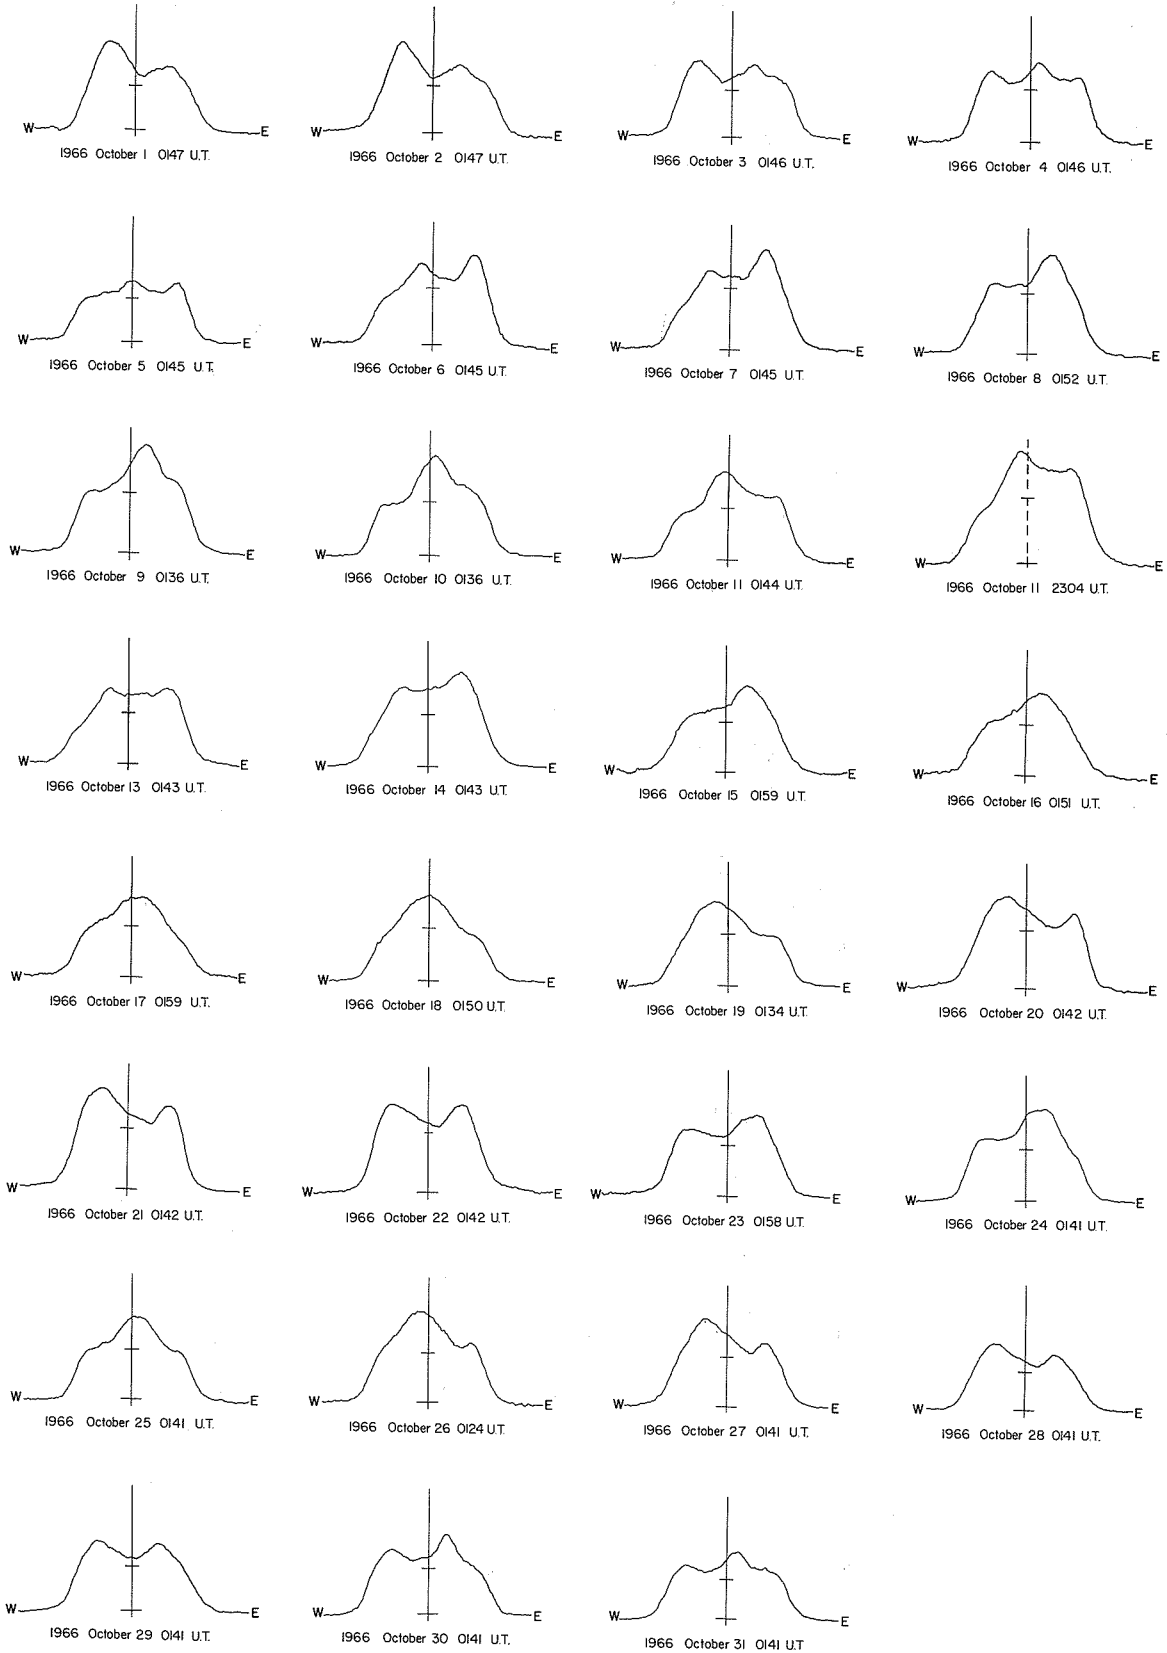 W E W E W E W E
1966 October 1 0147 U.T. 1966 October 2 0147 U.T. 1966 October 3 0146 U.T. 1966 October 4 0146 U.T.
W E W E W E W E
1966 October 5 0145 U.T. 1966 October 6 0145 U.T. 1966 October 7 0145 U.T. 1966 October 8 0152 U.T.
W E W E W E W E
1966 October 9 0136 U.T. 1966 October 10 0136 U.T. 1966 October 11 0144 U.T. 1966 October 11 2304 U.T.
W E W E W E W E
1966 October 13 0143 U.T. 1966 October 14 0143 U.T. 1966 October 15 0159 U.T. 1966 October 16 0151 U.T.
W E W E W E W E
1966 October 17 0159 U.T. 1966 October 18 0150 U.T. 1966 October 19 0134 U.T. 1966 October 20 0142 U.T.
W E W E W E W E
1966 October 21 0142 U.T. 1966 October 22 0142 U.T. 1966 October 23 0158 U.T. 1966 October 24 0141 U.T.
W E W E W E W E
1966 October 25 0141 U.T. 1966 October 26 0124 U.T. 1966 October 27 0141 U.T. 1966 October 28 0141 U.T.
W E W E W E
1966 October 29 0141 U.T. 1966 October 30 0141 U.T. 1966 October 31 0141 U.T